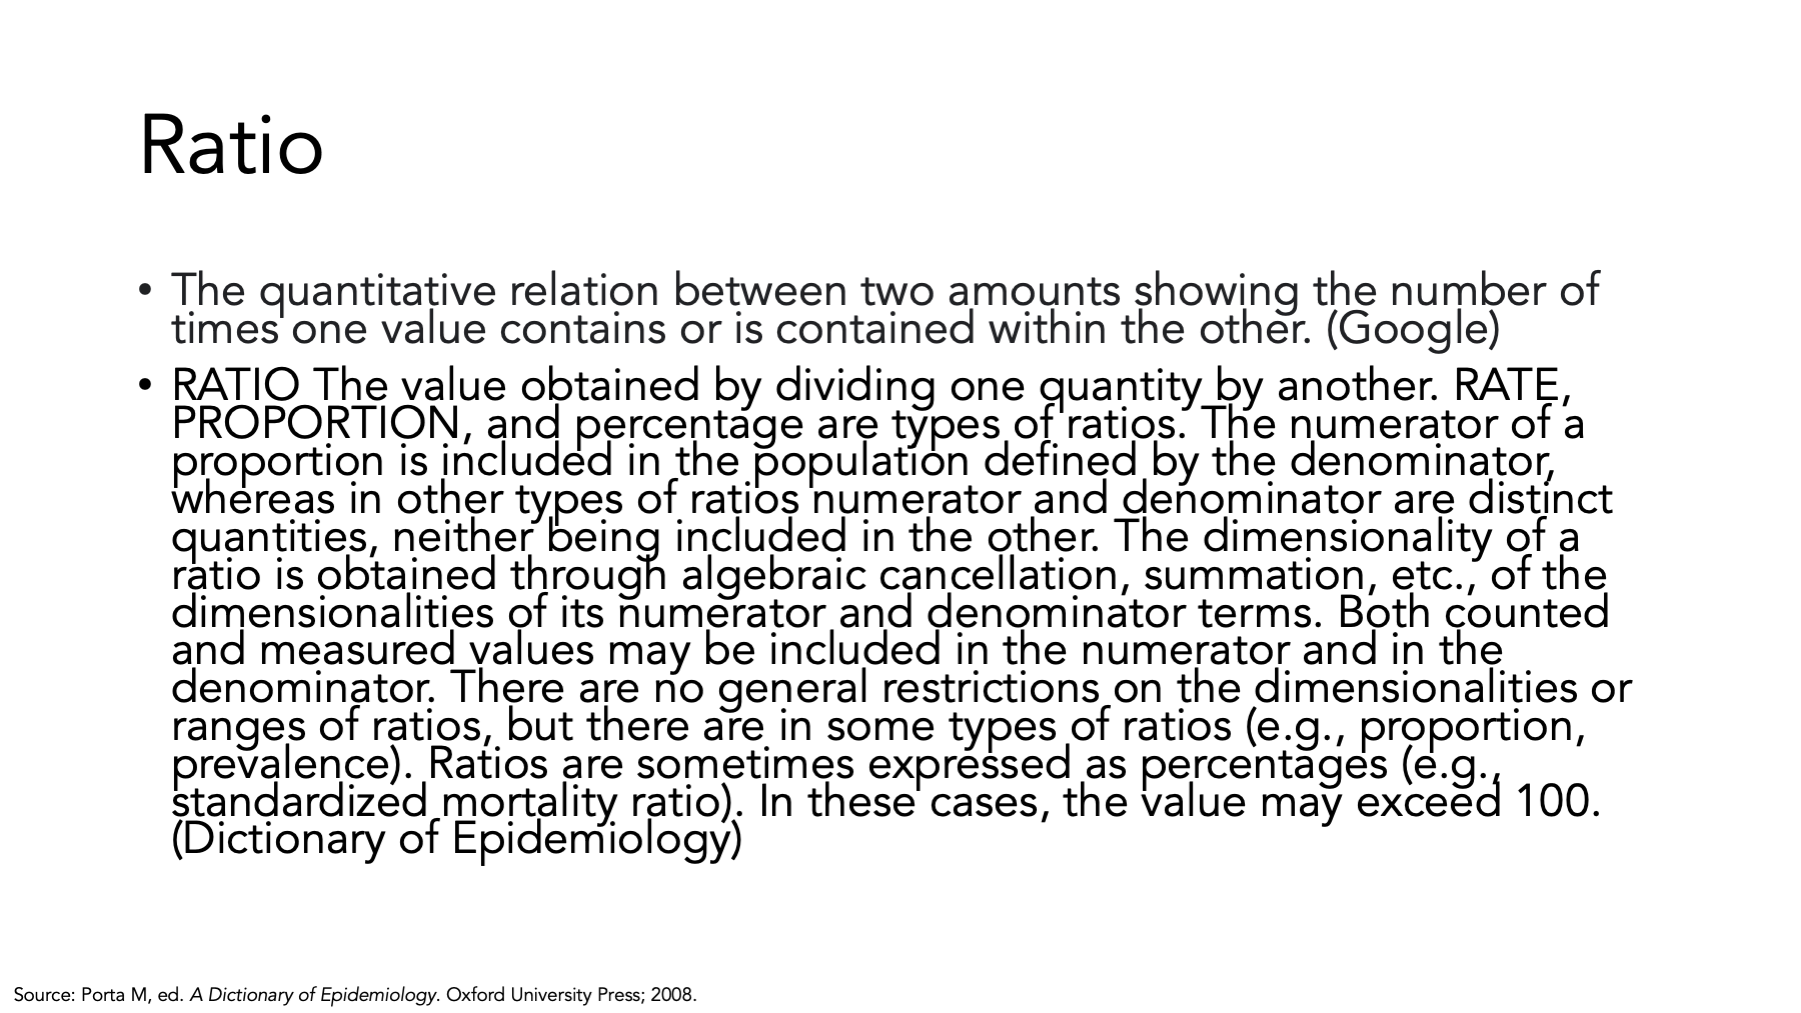 Ratio
• The quantitative relation between two amounts showing the number of
times one value contains or is contained within the other. (Google)
• RATIO The value obtained by dividing one quantity by another. RATE,
PROPORTION, and percentage are types of ratios. The numerator of a
proportion is included in the population defined by the denominator,
whereas in other types of ratios numerator and denominator are distinct
quantities, neither being included in the other. The dimensionality of a
ratio is obtained through algebraic cancellation, summation, etc., of the
dimensionalities of its numerator and denominator terms. Both counted
and measured values may be included in the numerator and in the
denominator. There are no general restrictions on the dimensionalities or
ranges of ratios, but there are in some types of ratios (e.g., proportion,
prevalence). Ratios are sometimes expressed as percentages (e.g.,
standardized mortality ratio). In these cases, the value may exceed 100.
(Dictionary of Epidemiology)
Source: Porta M, ed. A Dictionary of Epidemiology. Oxford University Press; 2008.